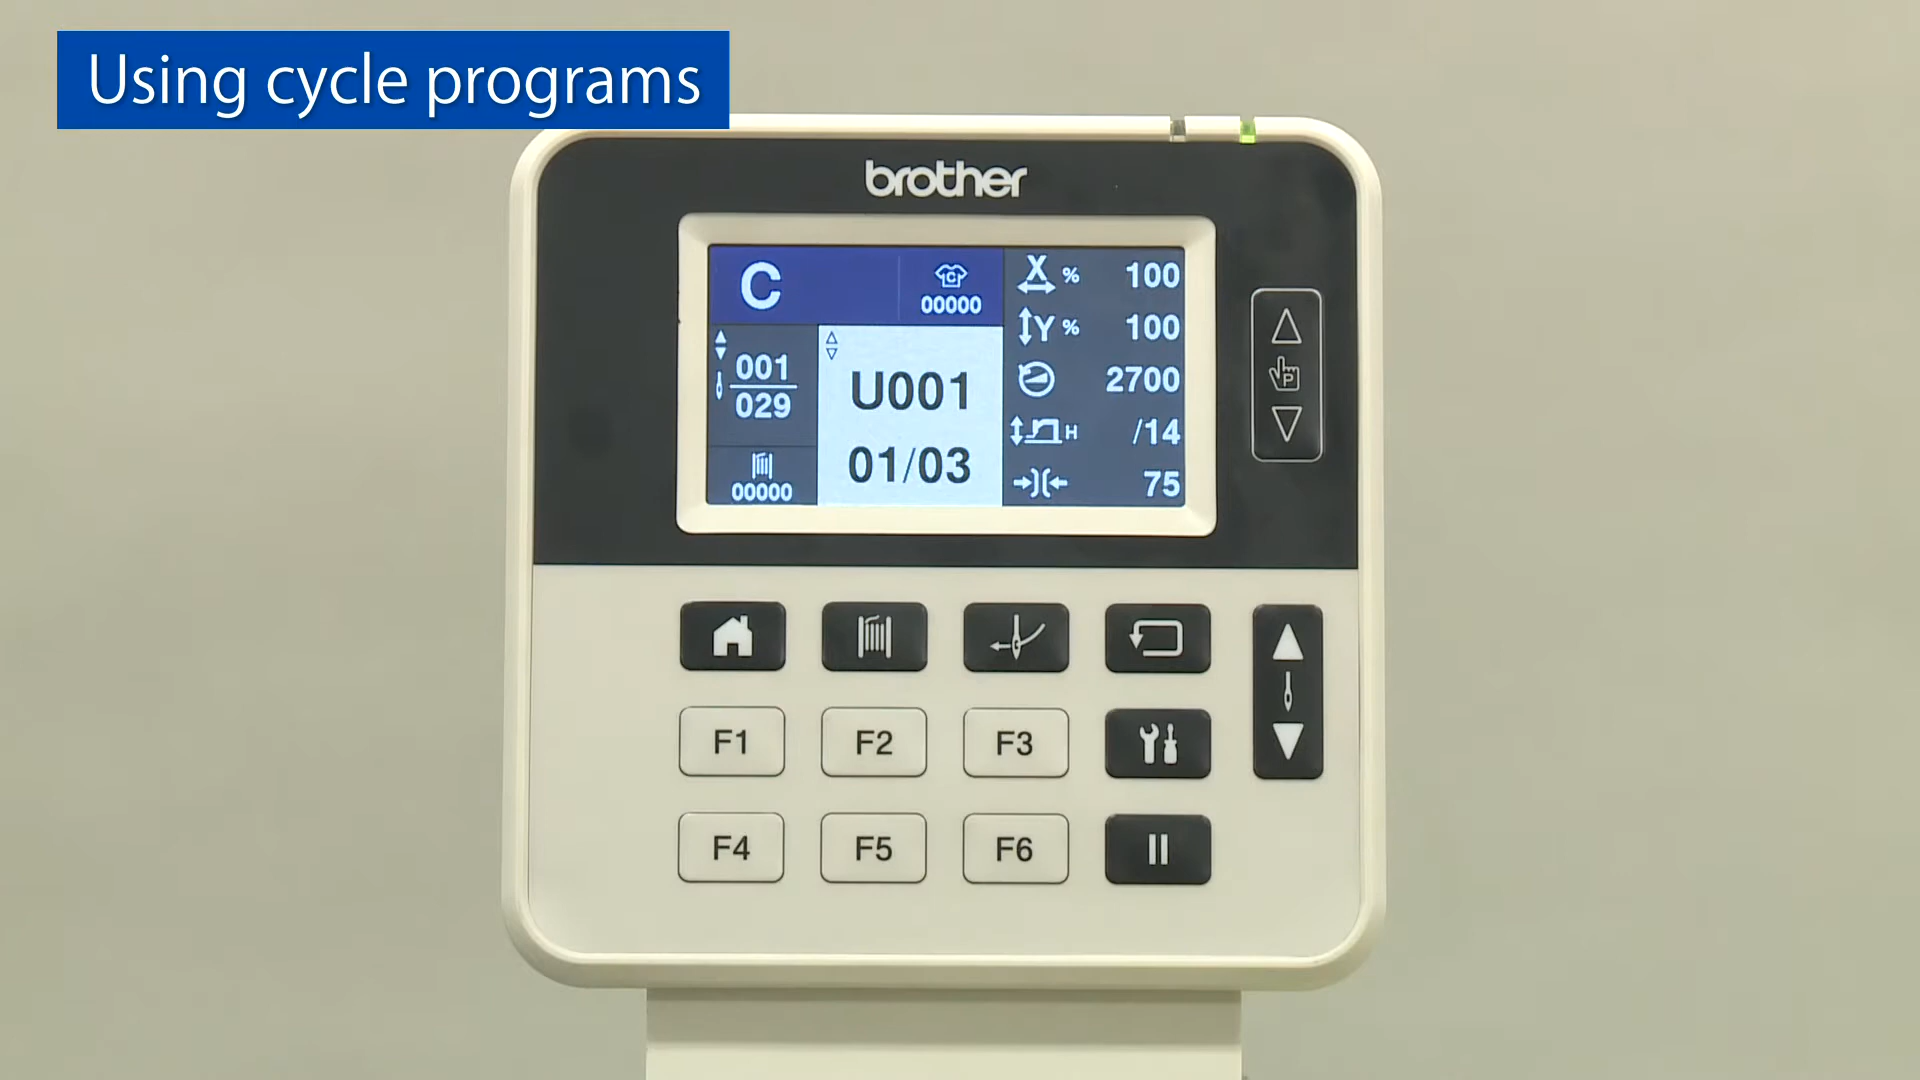 Using cycle programs
brother
C
C
00000
001
029
00000
U001
01/03
X % 100
Y % 100
2700
H /14
75
P
F1 F2 F3
F4 F5 F6